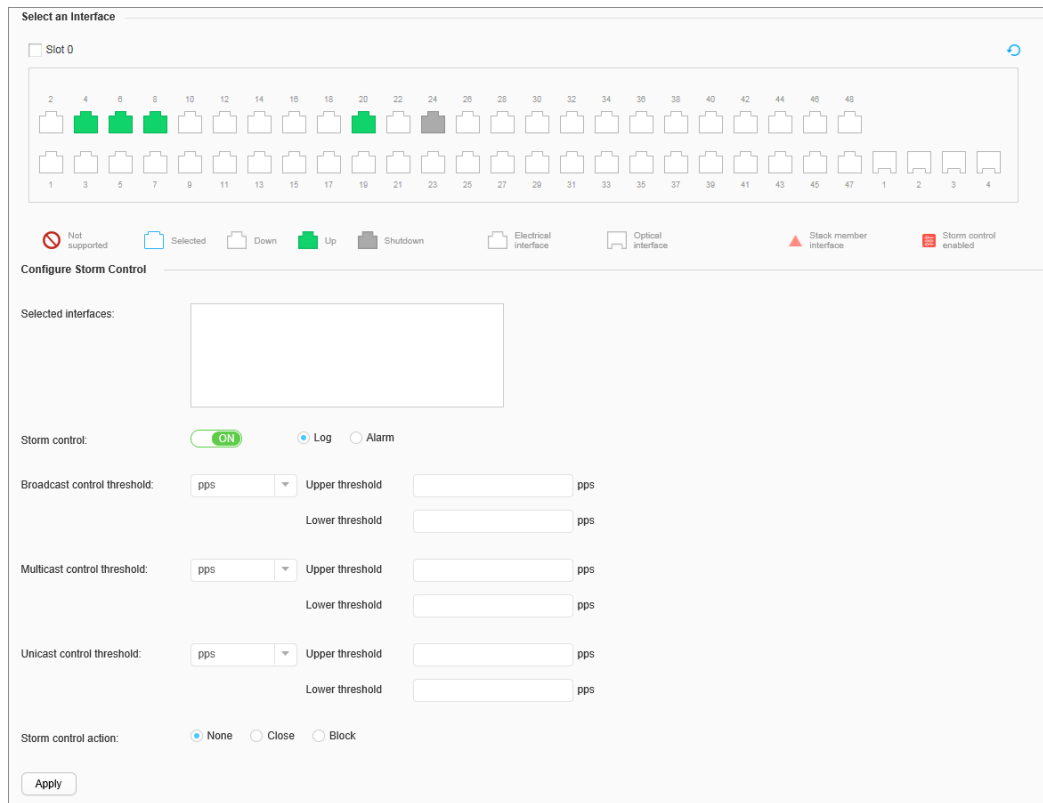 Select an Interface
Slot 0
2 4 6 8 10 12 14 16 18 20 22 24 26 28 30 32 34 36 38 40 42 44 46 48
1 3 5 7 9 11 13 15 17 19 21 23 25 27 29 31 33 35 37 39 41 43 45 47 1 2 3 4
Not supported Selected Down Up Shutdown Electrical interface Optical interface Stack member interface Storm control enabled
Configure Storm Control
Selected interfaces:
Storm control: ON Log Alarm
Broadcast control threshold: pps Upper threshold pps
Lower threshold pps
Multicast control threshold: pps Upper threshold pps
Lower threshold pps
Unicast control threshold: pps Upper threshold pps
Lower threshold pps
Storm control action: None Close Block
Apply